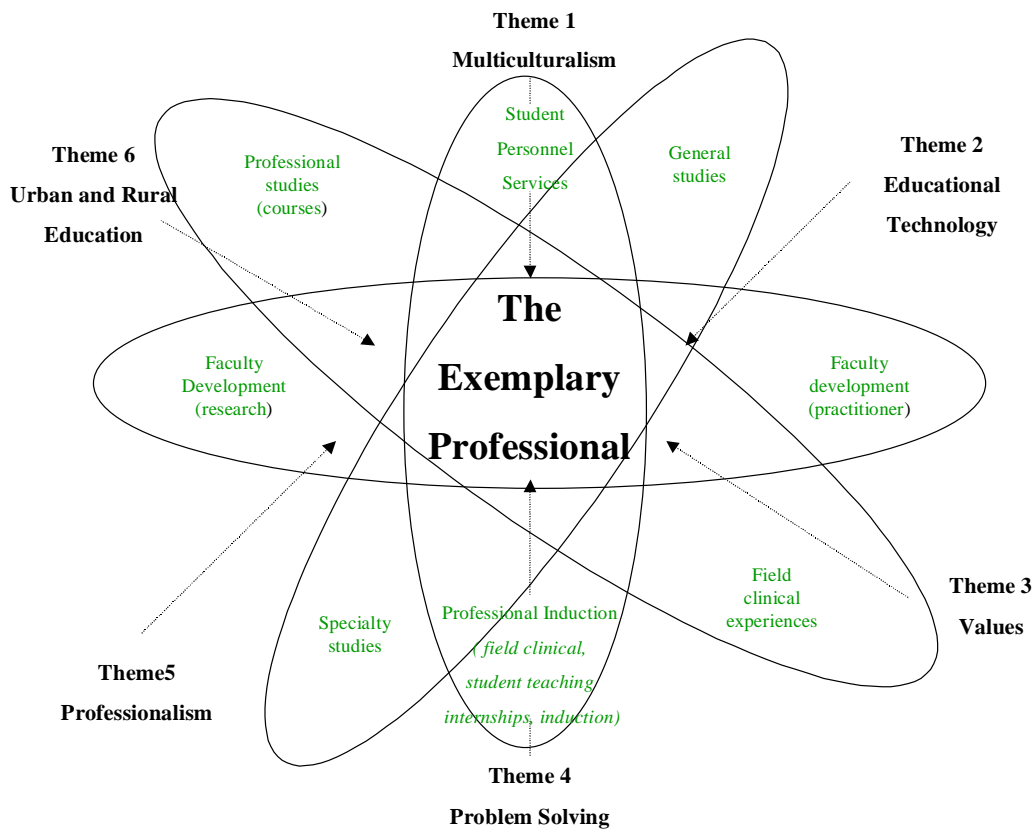 Theme 1
Multiculturalism
Student
Personnel
Services
General
studies
Theme 2
Educational
Technology
Theme 6
Urban and Rural
Education
Professional
studies
(courses)
The
Exemplary
Professional
Faculty
Development
(research)
Faculty
development
(practitioner)
Field
clinical
experiences
Theme 3
Values
Specialty
studies
Professional Induction
( field clinical,
student teaching
internships, induction)
Theme5
Professionalism
Theme 4
Problem Solving